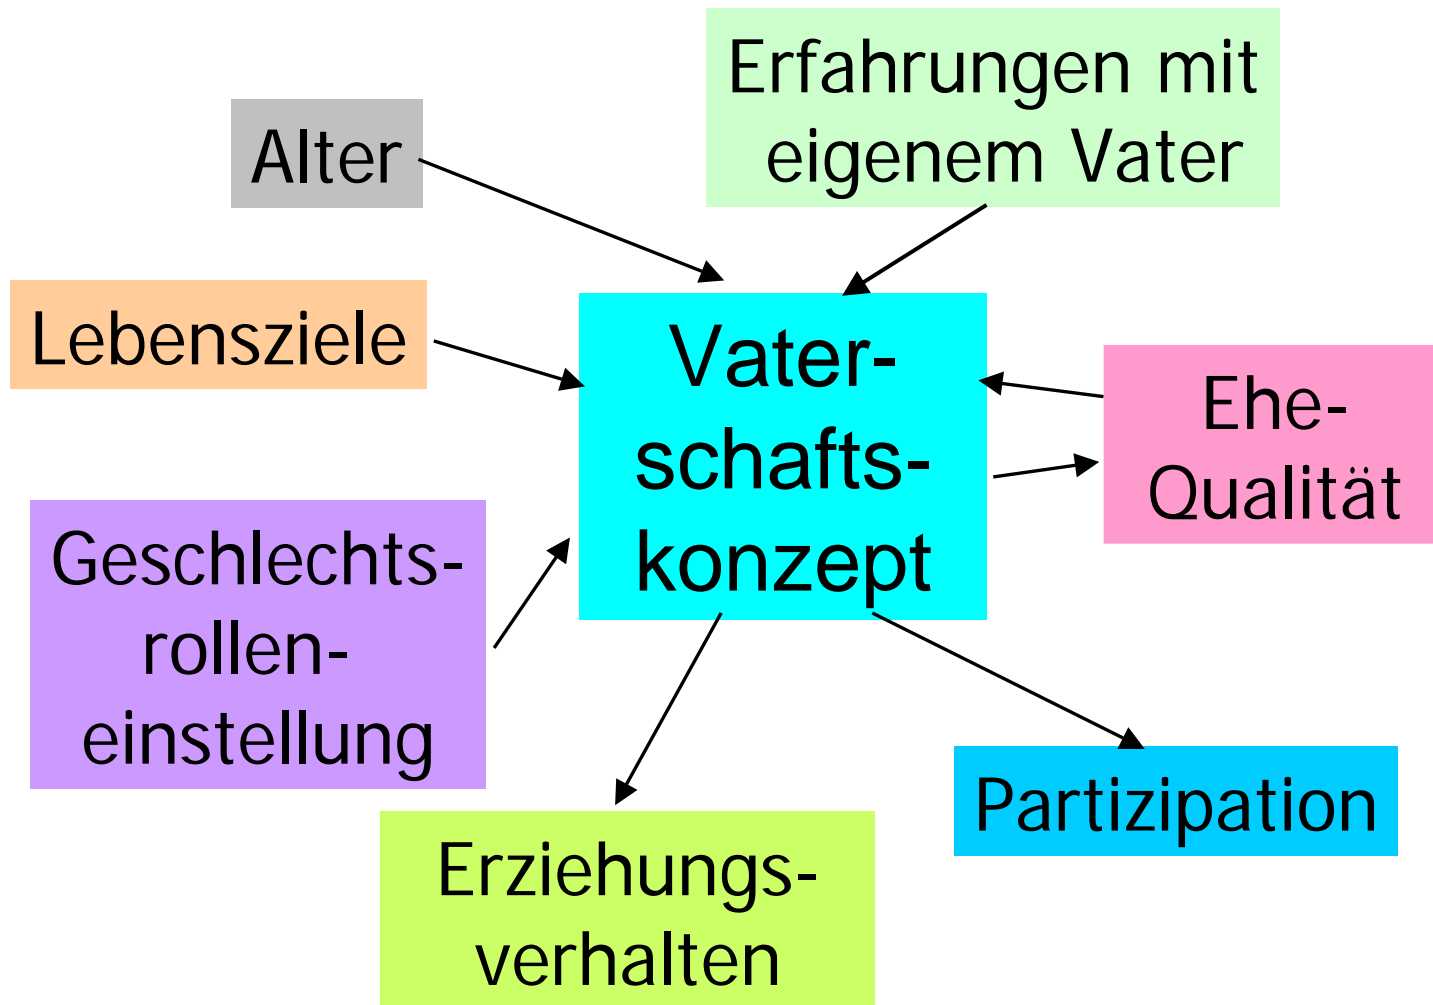 Erfahrungen mit
eigenem Vater
Alter
Lebensziele
Vater-
schafts-
konzept
Ehe-
Qualität
Geschlechts-
rollen-
einstellung
Partizipation
Erziehungs-
verhalten